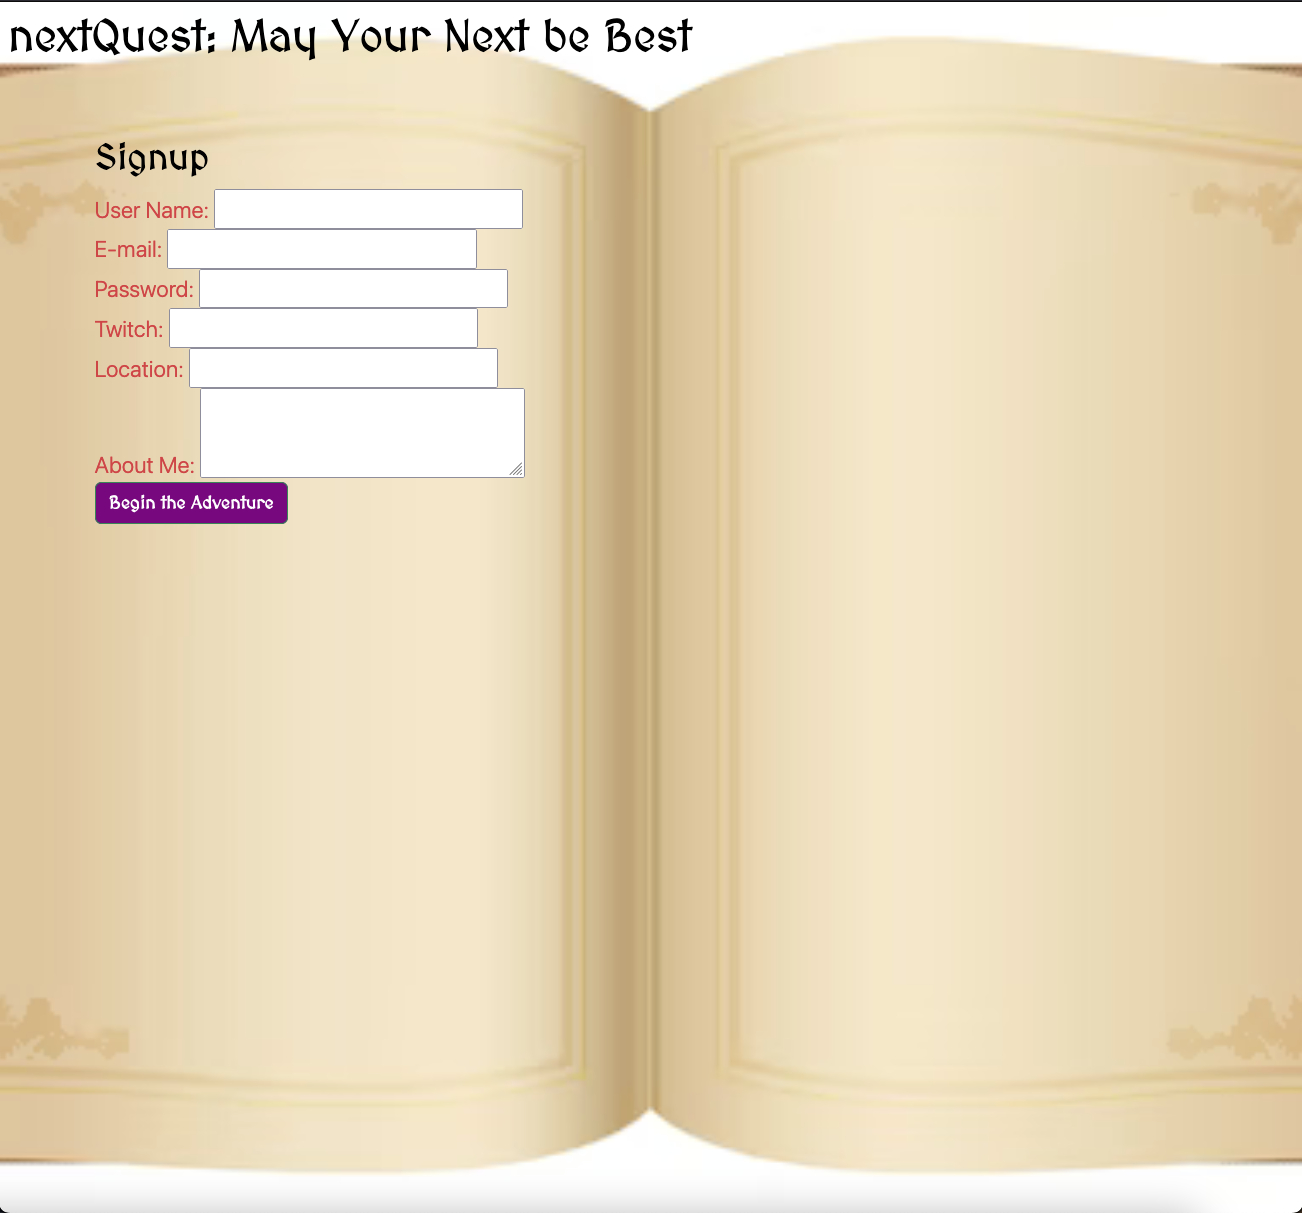 nextQuest: May Your Next be Best
Signup
User Name:
E-mail:
Password:
Twitch:
Location:
About Me:
Begin the Adventure